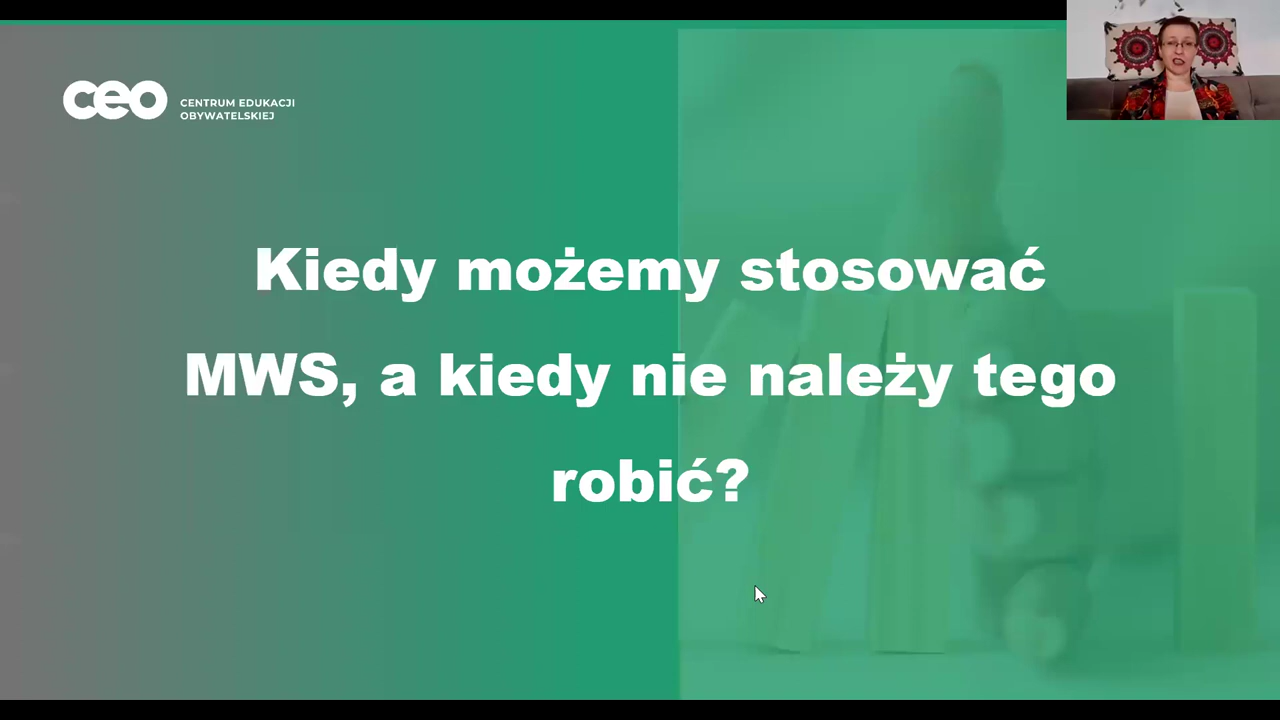 ceo
CENTRUM EDUKACJI
OBYWATELSKIEJ
Kiedy możemy stosować
MWS, a kiedy nie należy tego
robić?